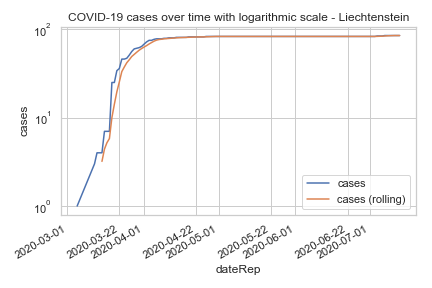 COVID-19 cases over time with logarithmic scale - Liechtenstein
10²
10¹
10⁰
cases
cases
cases (rolling)
2020-03-01
2020-03-22
2020-04-01
2020-04-22
2020-05-01
2020-05-22
2020-06-01
2020-06-22
2020-07-01
dateRep